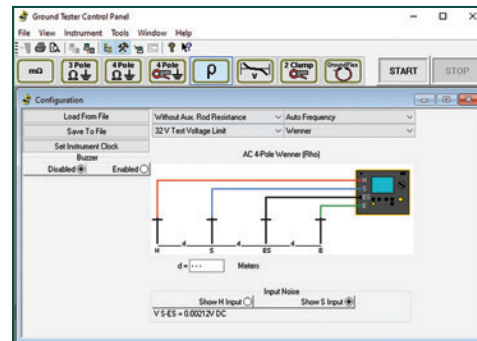 Ground Tester Control Panel
File View Instrument Tools Window Help
mΩ
3 Pole
Ω
4 Pole
Ω
4 Pole
Ω
ρ
V
2 Clamp
GroundFlex
START
STOP
Configuration
Load From File
Without Aux. Rod Resistance
Auto Frequency
Save To File
32V Test Voltage Limit
Wenner
Set Instrument Clock
Buzzer
Disabled Enabled
AC 4-Pole Wenner (Rho)
H
S
ES
E
H d S d ES d E
d = --- Meters
Input Noise
Show H Input Show S Input
V S-ES = 0.00212V DC